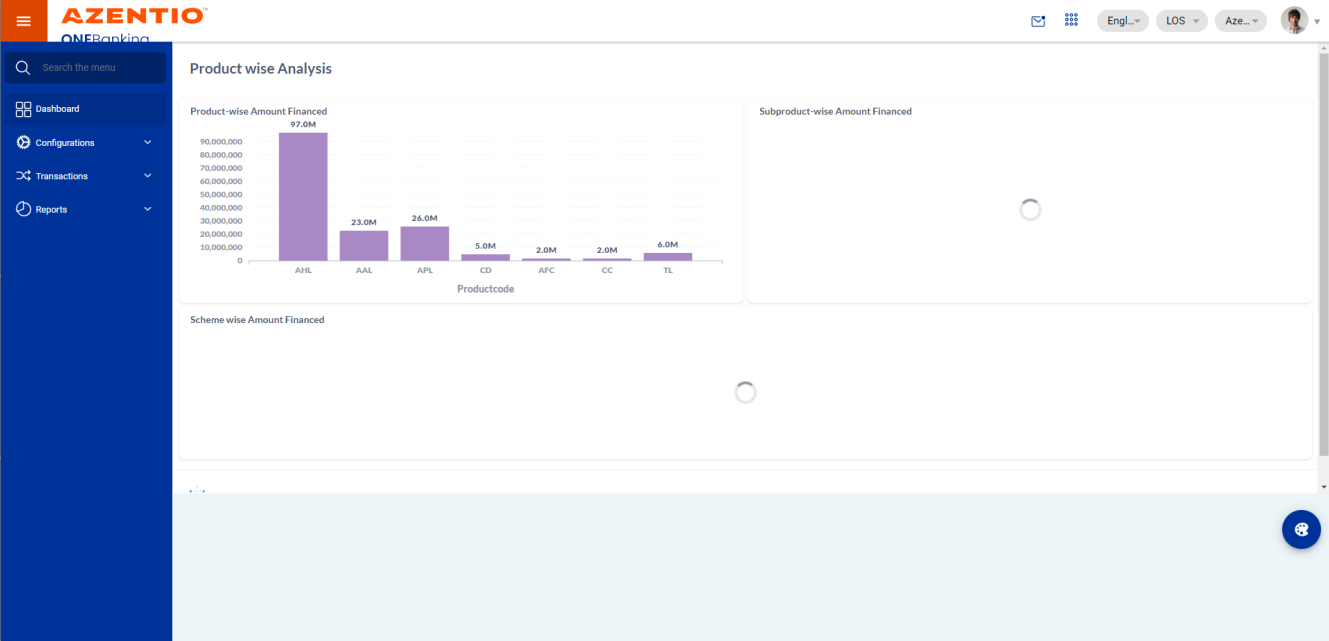 AZENTIO™
ONEBanking
Engl...
LOS
Aze...
Search the menu
Dashboard
Configurations
Transactions
Reports
Product wise Analysis
Product-wise Amount Financed
97.0M
90,000,000
80,000,000
70,000,000
60,000,000
50,000,000
40,000,000
30,000,000
20,000,000
10,000,000
0
23.0M
26.0M
5.0M
2.0M
2.0M
6.0M
AHL AAL APL CD AFC CC TL
Productcode
Subproduct-wise Amount Financed
Scheme wise Amount Financed